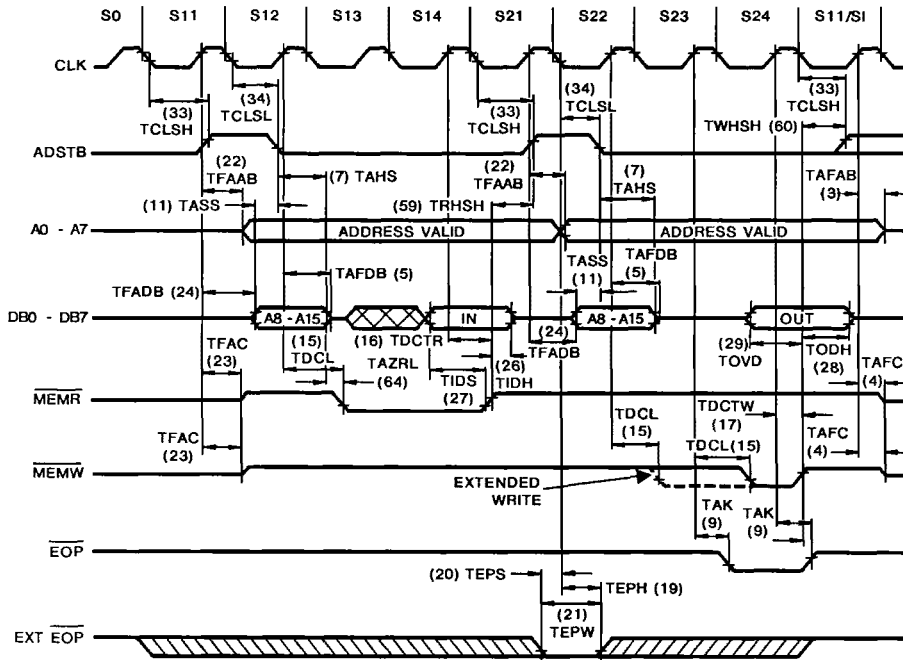 S0 S11 S12 S13 S14 S21 S22 S23 S24 S11/SI
CLK
(33) TCLSH
(34) TCLSL
(33) TCLSH
(34) TCLSL
(33) TCLSH
TWHSH (60)
ADSTB
(22) TFAAB
(7) TAHS
(22) TFAAB
(7) TAHS
TAFAB (3)
(11) TASS
(59) TRHSH
A0 - A7
ADDRESS VALID
ADDRESS VALID
TASS (11)
TAFDB (5)
TAFDB (5)
TFADB (24)
DB0 - DB7
A8 - A15
IN
A8 - A15
OUT
(15) TDCL
(16) TDCTR
(24) TFADB
(29) TOVD
TODH (28)
TFAC (23)
TAZRL (64)
TIDS (27)
(26) TIDH
TAFC (4)
MEMR
TDCL (15)
TDCTW (17)
TFAC (23)
TDCL(15)
TAFC (4)
MEMW
EXTENDED WRITE
TAK (9)
TAK (9)
EOP
(20) TEPS
TEPH (19)
(21) TEPW
EXT EOP